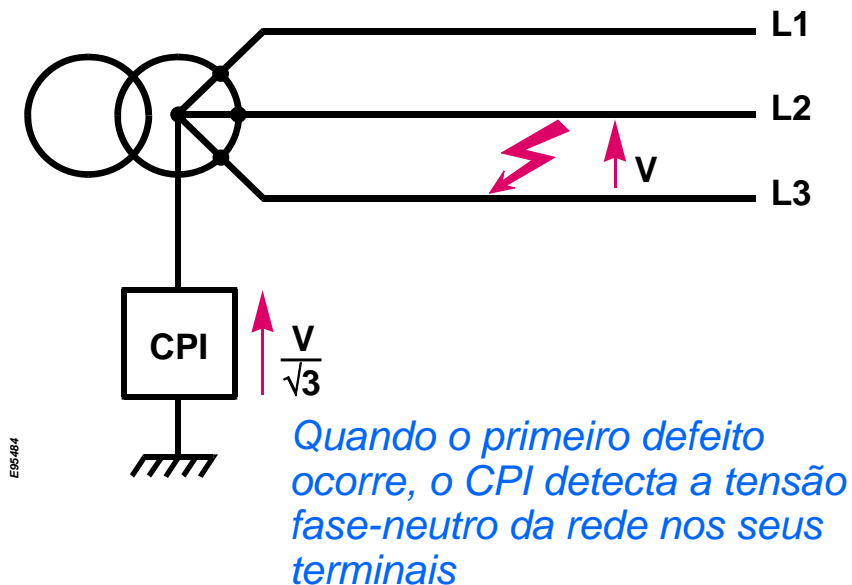 L1
L2
V
L3
CPI
V
√3
E95484
Quando o primeiro defeito
ocorre, o CPI detecta a tensão
fase-neutro da rede nos seus
terminais